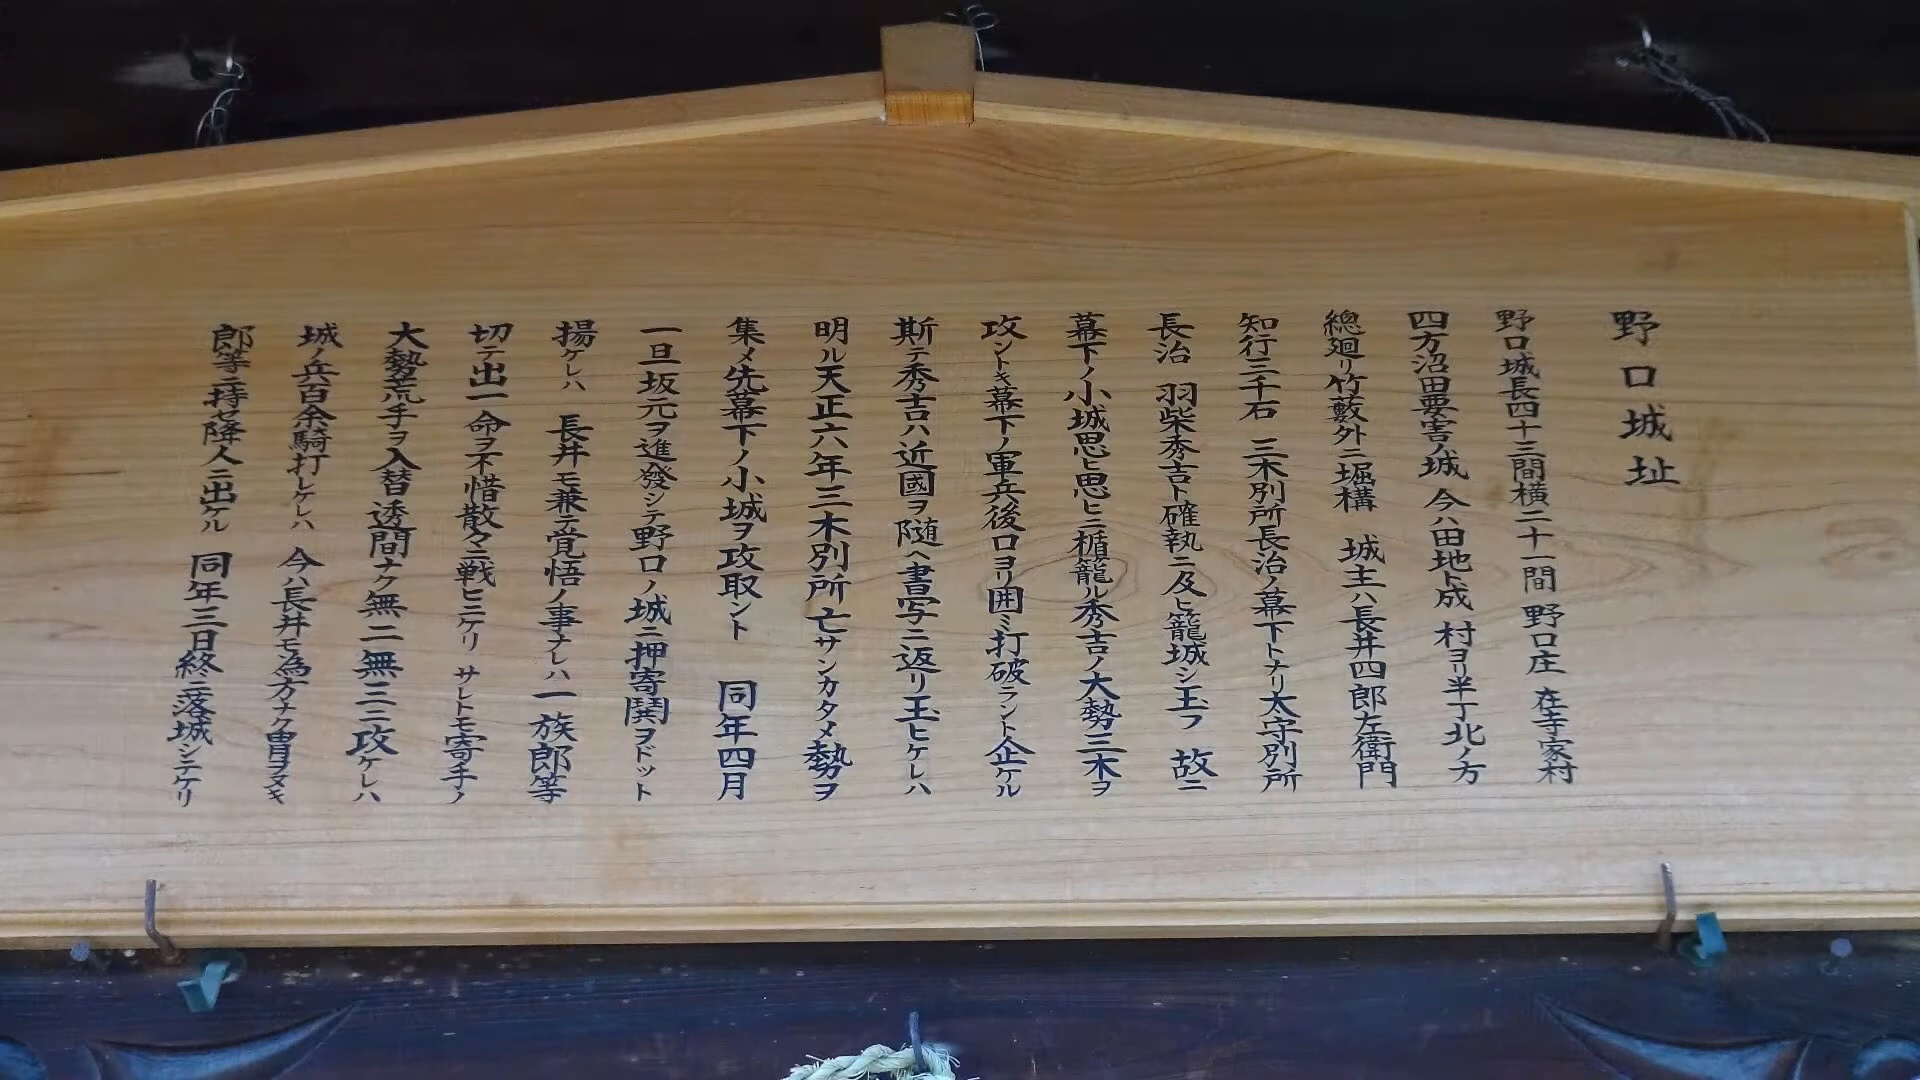 野口城址
野口城長四十三間横二十一間 野口庄 在寺家村
四方沼田要害ノ城 今ハ田地ト成 村ヨリ半丁北ノ方
總廻リ竹藪外ニ堀構 城主ハ長井四郎左衛門
知行三千石 三木別所長治ノ幕下トナリ太守別所
長治 羽柴秀吉ト確執ニ及ヒ籠城シ玉フ 故ニ
幕下ノ小城思ヒ思ヒニ楯籠ル秀吉ノ大勢三木ヲ
攻ントキ幕下ノ軍兵後口ヨリ囲ミ打破ラント企ケル
斯テ秀吉ハ近國ヲ随ヘ書写ニ返リ玉ヒケレハ
明ル天正六年三木別所亡サンカタメ勢ヲ
集メ先幕下ノ小城ヲ攻取ント 同年四月
一旦坂元ヲ進發シテ野口ノ城ニ押寄鬨ヲドット
揚ケレハ 長井モ兼テ覚悟ノ事ナレハ一族郎等
切テ出一命ヲ不惜散々ニ戦ヒニケリ サレトモ寄手ノ
大勢荒手ヲ入替透間ナク無二無三ニ攻ケレハ
城ノ兵百余騎打レケレハ 今ハ長井モ為方ナク冑ヲヌキ
郎等ニ持セ降人ニ出ケル 同年三日終ニ落城シニケリ